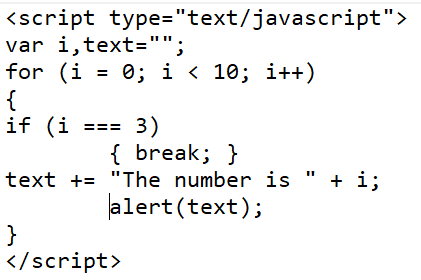 <script type="text/javascript">
var i,text="";
for (i = 0; i < 10; i++)
{
if (i === 3)
        { break; }
text += "The number is " + i;
        alert(text);
}
</script>